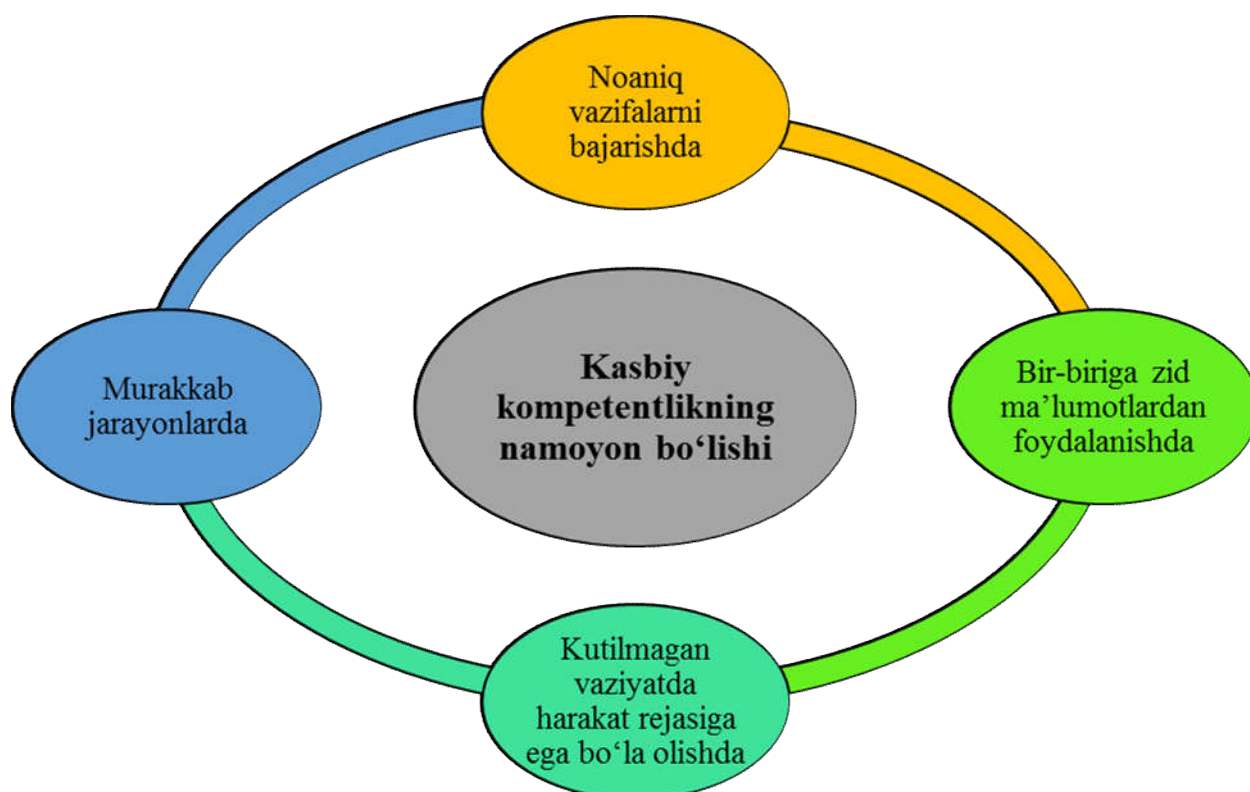 Noaniq
vazifalarni
bajarishda
Murakkab
jarayonlarda
Kasbiy
kompetentlikning
namoyon bo‘lishi
Bir-biriga zid
ma’lumotlardan
foydalanishda
Kutilmagan
vaziyatda
harakat rejasiga
ega bo‘la olishda